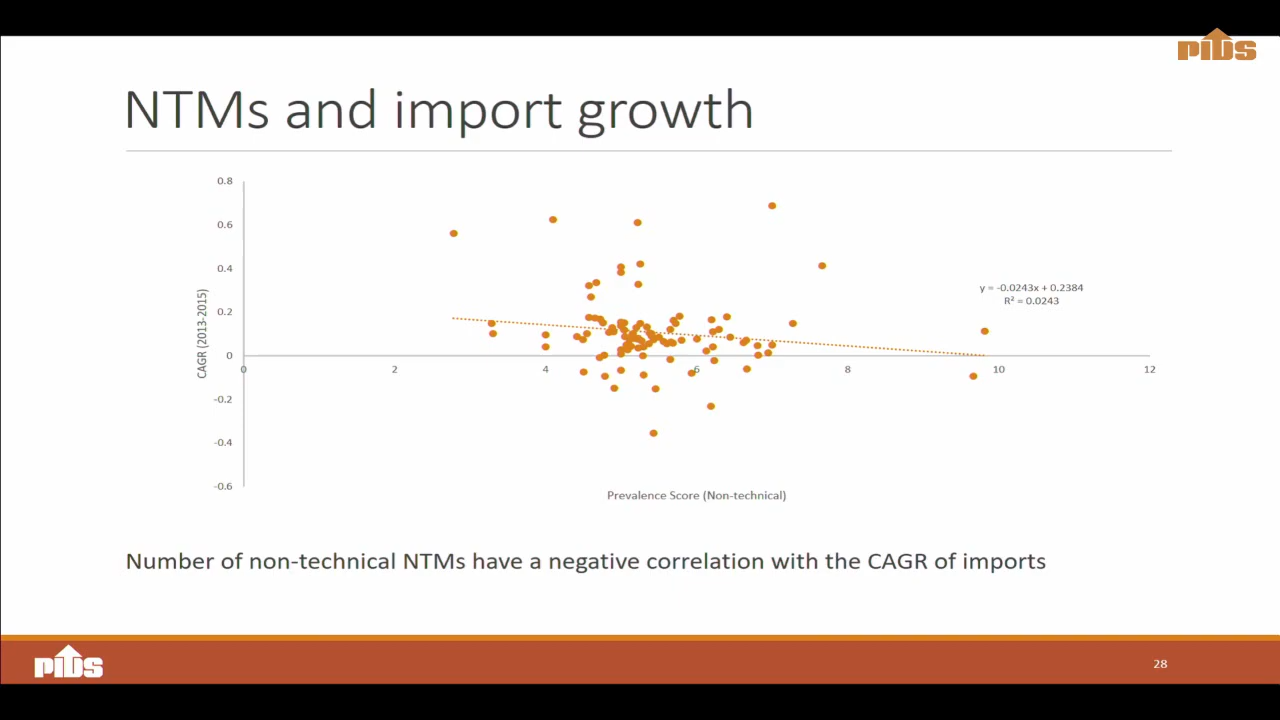 PIDS
NTMs and import growth
0.8
0.6
0.4
0.2
0
-0.2
-0.4
-0.6
CAGR (2013-2015)
0 2 4 6 8 10 12
y = -0.0243x + 0.2384
R² = 0.0243
Prevalence Score (Non-technical)
Number of non-technical NTMs have a negative correlation with the CAGR of imports
PIDS
28